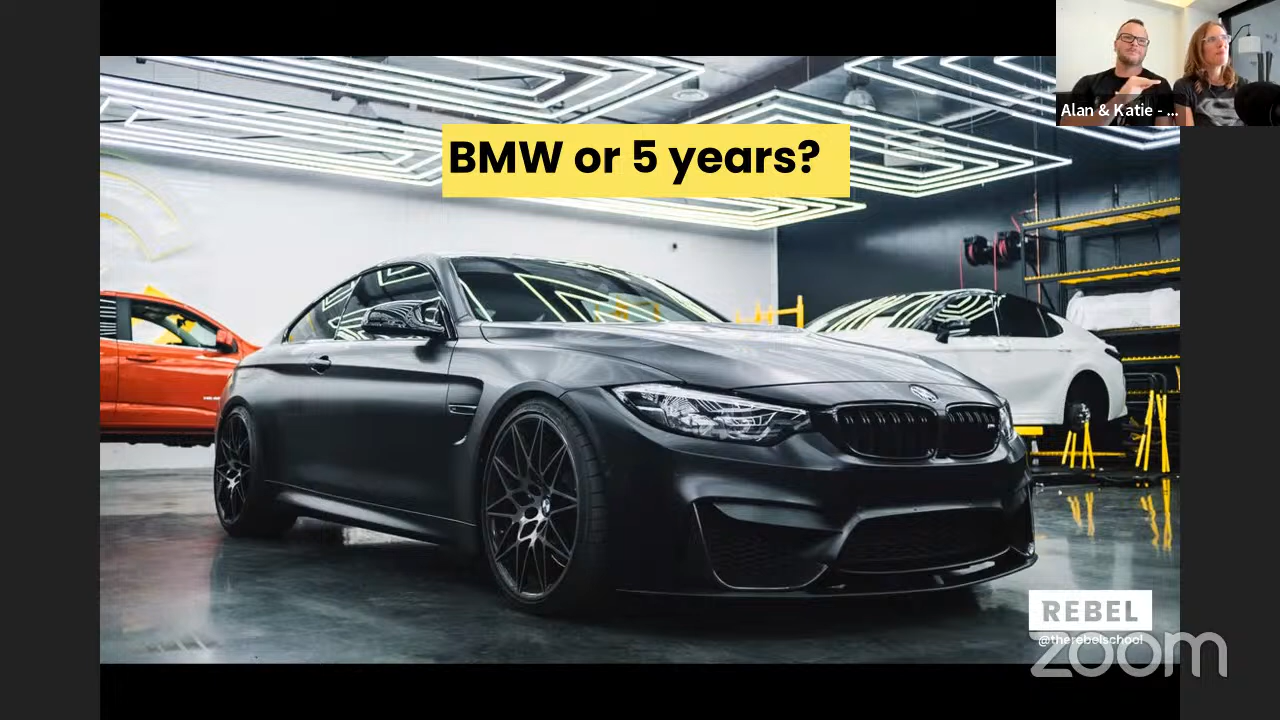 Alan & Katie - ...
BMW or 5 years?
REBEL
@therebelschool
zoom